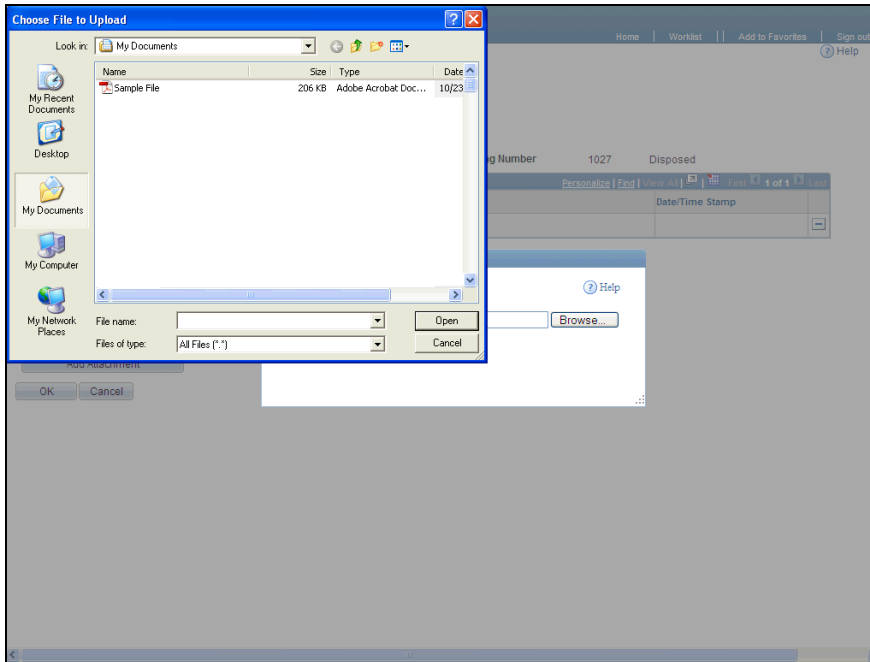 Choose File to Upload
Home | Worklist | | Add to Favorites | Sign out
? Help
Look in: My Documents
Name Size Type Date
Sample File 206 KB Adobe Acrobat Doc... 10/23
My Recent
Documents
Desktop
My Documents
My Computer
My Network
Places
File name: Open
Files of type: All Files (*.*) Cancel
g Number 1027 Disposed
Personalize | Find | View All | | First 1 of 1 Last
Date/Time Stamp
? Help
Browse...
Add Attachment
OK Cancel